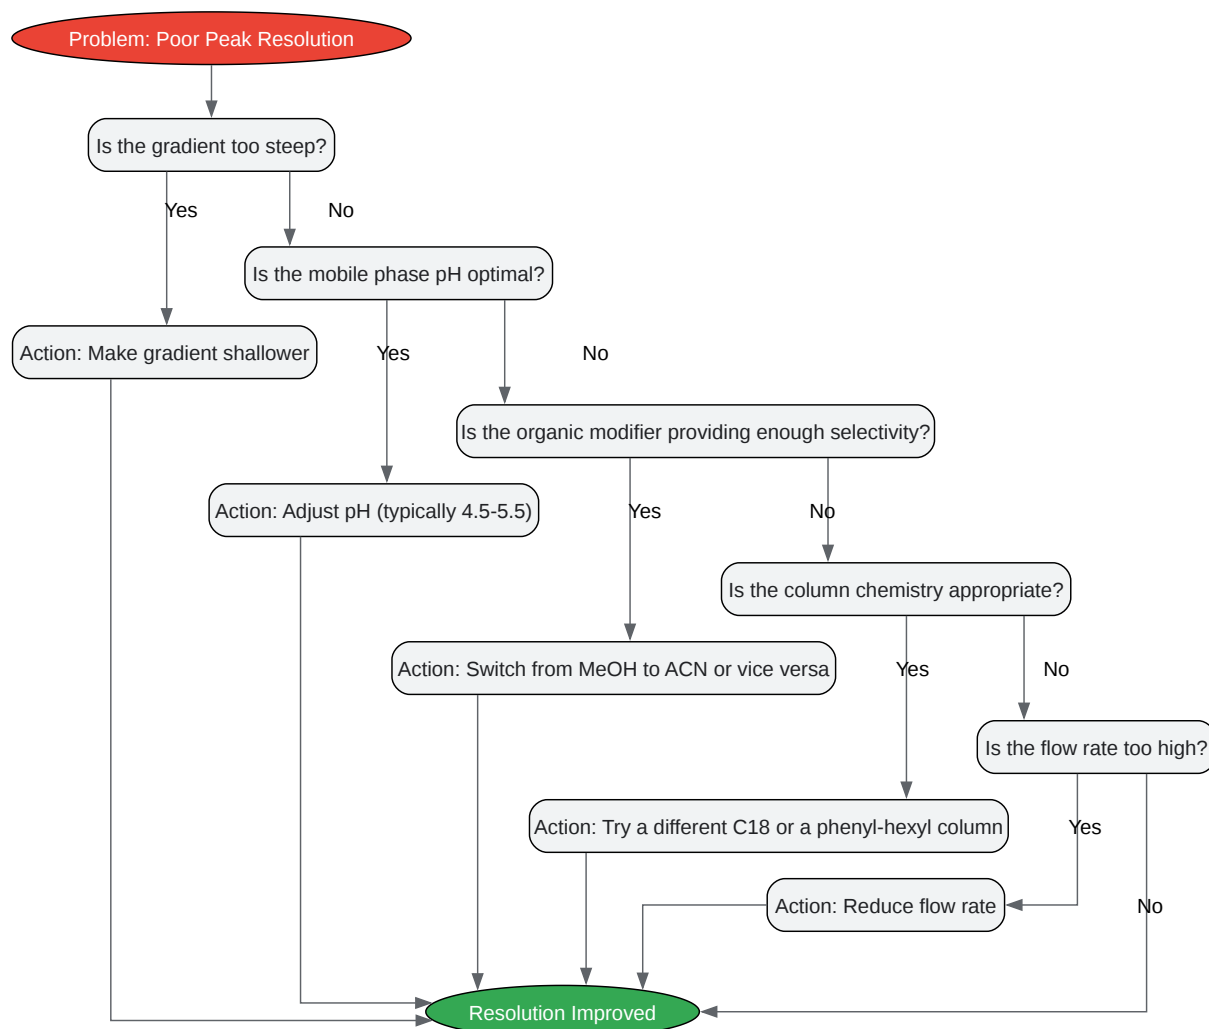 Problem: Poor Peak Resolution
Is the gradient too steep?
Yes
No
Is the mobile phase pH optimal?
Action: Make gradient shallower
Yes
No
Is the organic modifier providing enough selectivity?
Action: Adjust pH (typically 4.5-5.5)
Yes
No
Is the column chemistry appropriate?
Action: Switch from MeOH to ACN or vice versa
Yes
No
Is the flow rate too high?
Action: Try a different C18 or a phenyl-hexyl column
Yes
Action: Reduce flow rate
No
Resolution Improved